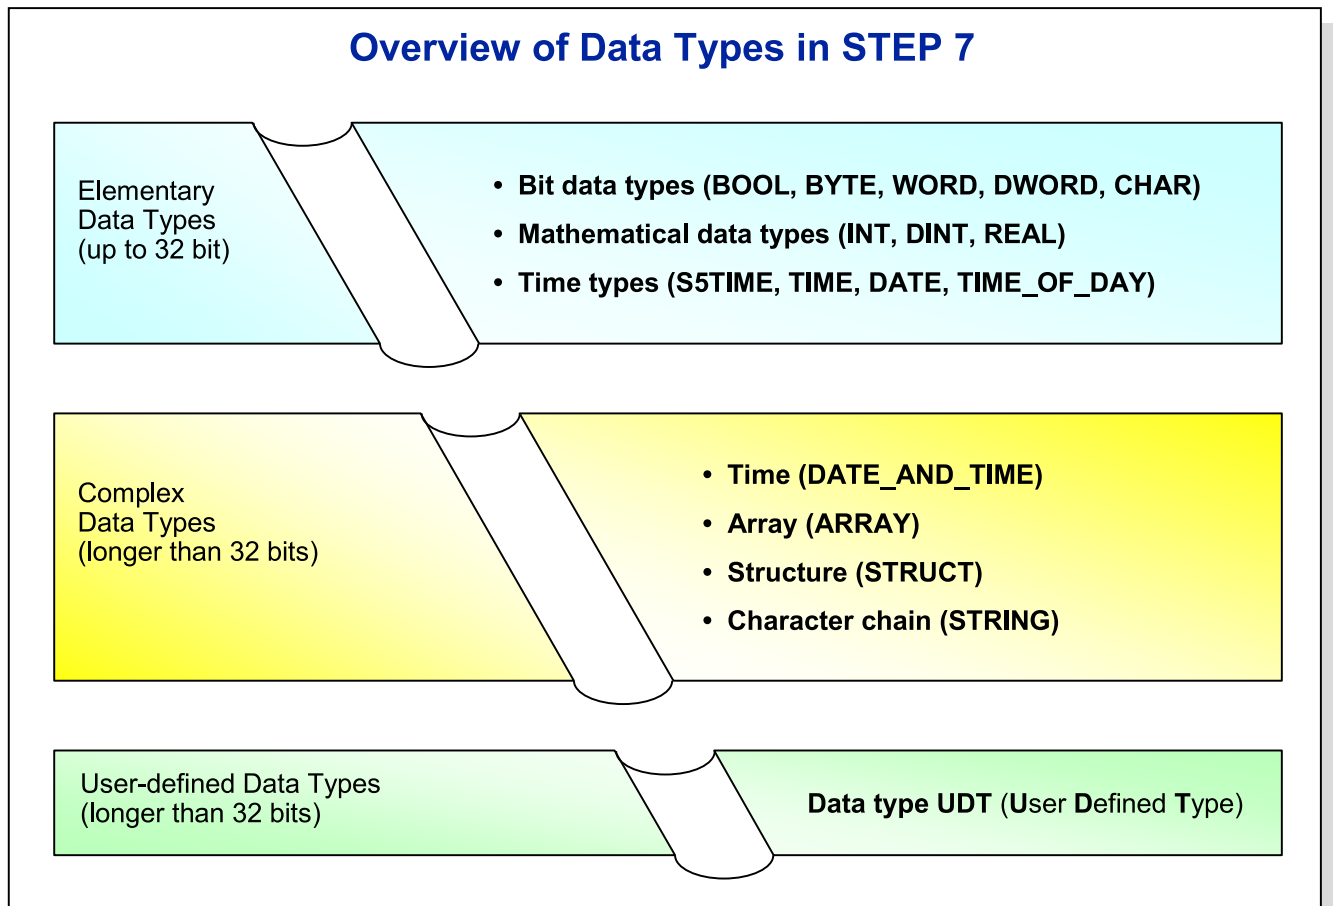 Overview of Data Types in STEP 7
Elementary
Data Types
(up to 32 bit)
• Bit data types (BOOL, BYTE, WORD, DWORD, CHAR)
• Mathematical data types (INT, DINT, REAL)
• Time types (S5TIME, TIME, DATE, TIME_OF_DAY)
Complex
Data Types
(longer than 32 bits)
• Time (DATE_AND_TIME)
• Array (ARRAY)
• Structure (STRUCT)
• Character chain (STRING)
User-defined Data Types
(longer than 32 bits)
Data type UDT (User Defined Type)